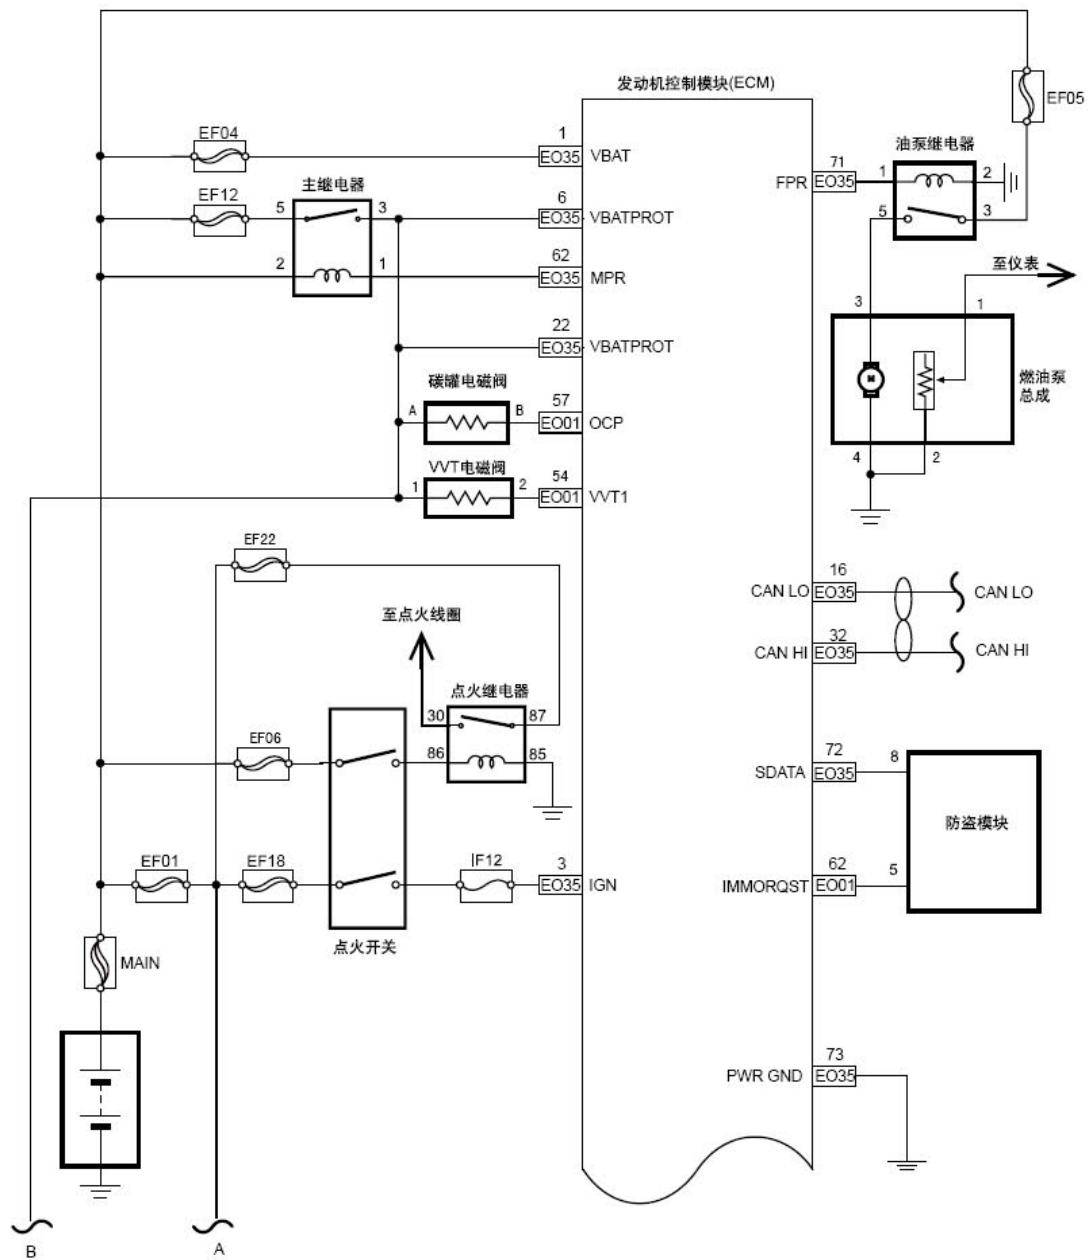 发动机控制模块(ECM)
EF05
EF04
1
EO35
VBAT
油泵继电器
71
FPR
EO35
1
2
5
3
主继电器
EF12
5
3
6
EO35
VBATPROT
2
1
62
EO35
MPR
至仪表
3
1
22
EO35
VBATPROT
M
燃油泵
总成
碳罐电磁阀
A
B
57
EO01
OCP
4
2
VVT电磁阀
1
2
54
EO01
VVT1
EF22
16
CAN LO
EO35
CAN LO
至点火线圈
32
CAN HI
EO35
CAN HI
点火继电器
30
87
EF06
86
85
72
SDATA
EO35
8
防盗模块
EF01
EF18
IF12
3
EO35
IGN
62
IMMORQST
EO01
5
点火开关
MAIN
73
PWR GND
EO35
B
A